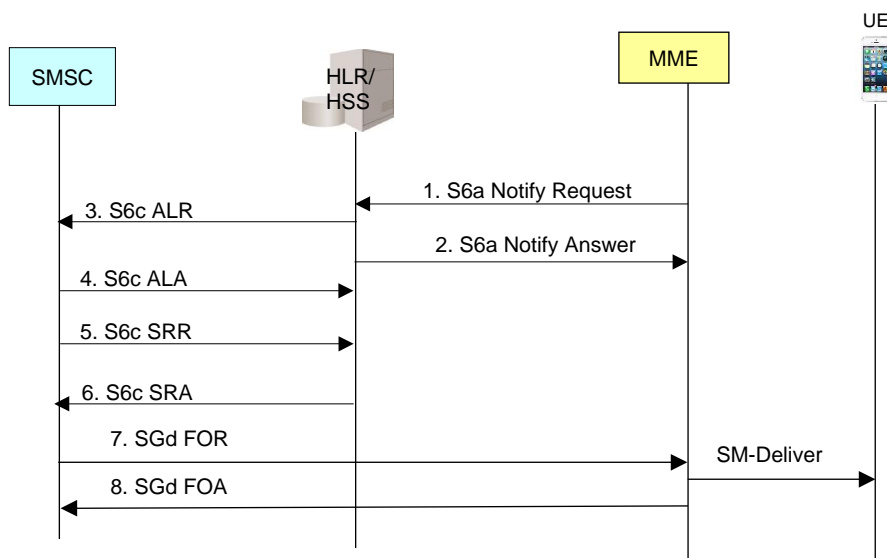 UE
SMSC
HLR/
HSS
MME
1. S6a Notify Request
3. S6c ALR
2. S6a Notify Answer
4. S6c ALA
5. S6c SRR
6. S6c SRA
7. SGd FOR
SM-Deliver
8. SGd FOA